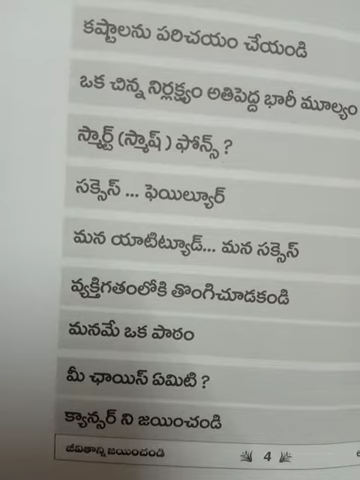 కష్టాలను పరిచయం చేయండి
ఒక చిన్న నిర్లక్ష్యం అతిపెద్ద భారీ మూల్యం
స్మార్ట్ (స్మాష్ ) ఫోన్స్ ?
సక్సెస్ ... ఫెయిల్యూర్
మన యాటిట్యూడ్... మన సక్సెస్
వ్యక్తిగతంలోకి తొంగిచూడకండి
మనమే ఒక పాఠం
మీ ఛాయిస్ ఏమిటి ?
క్యాన్సర్ ని జయించండి
జీవితాన్ని జయించండి 4